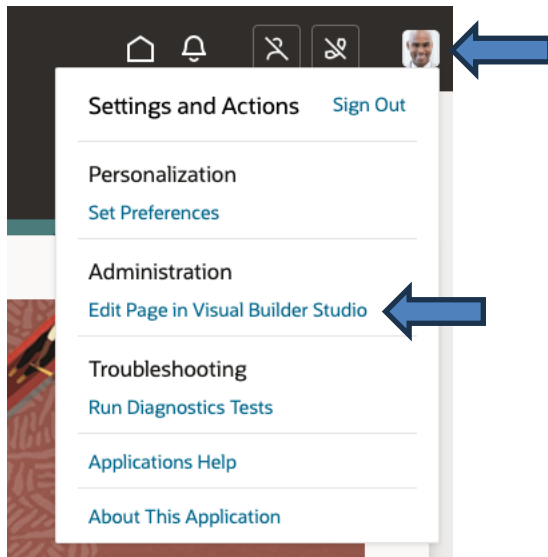 Settings and Actions Sign Out
Personalization
Set Preferences
Administration
Edit Page in Visual Builder Studio
Troubleshooting
Run Diagnostics Tests
Applications Help
About This Application